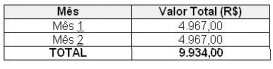 Mês Valor Total (R$)
Mês 1 4.967,00
Mês 2 4.967,00
TOTAL 9.934,00